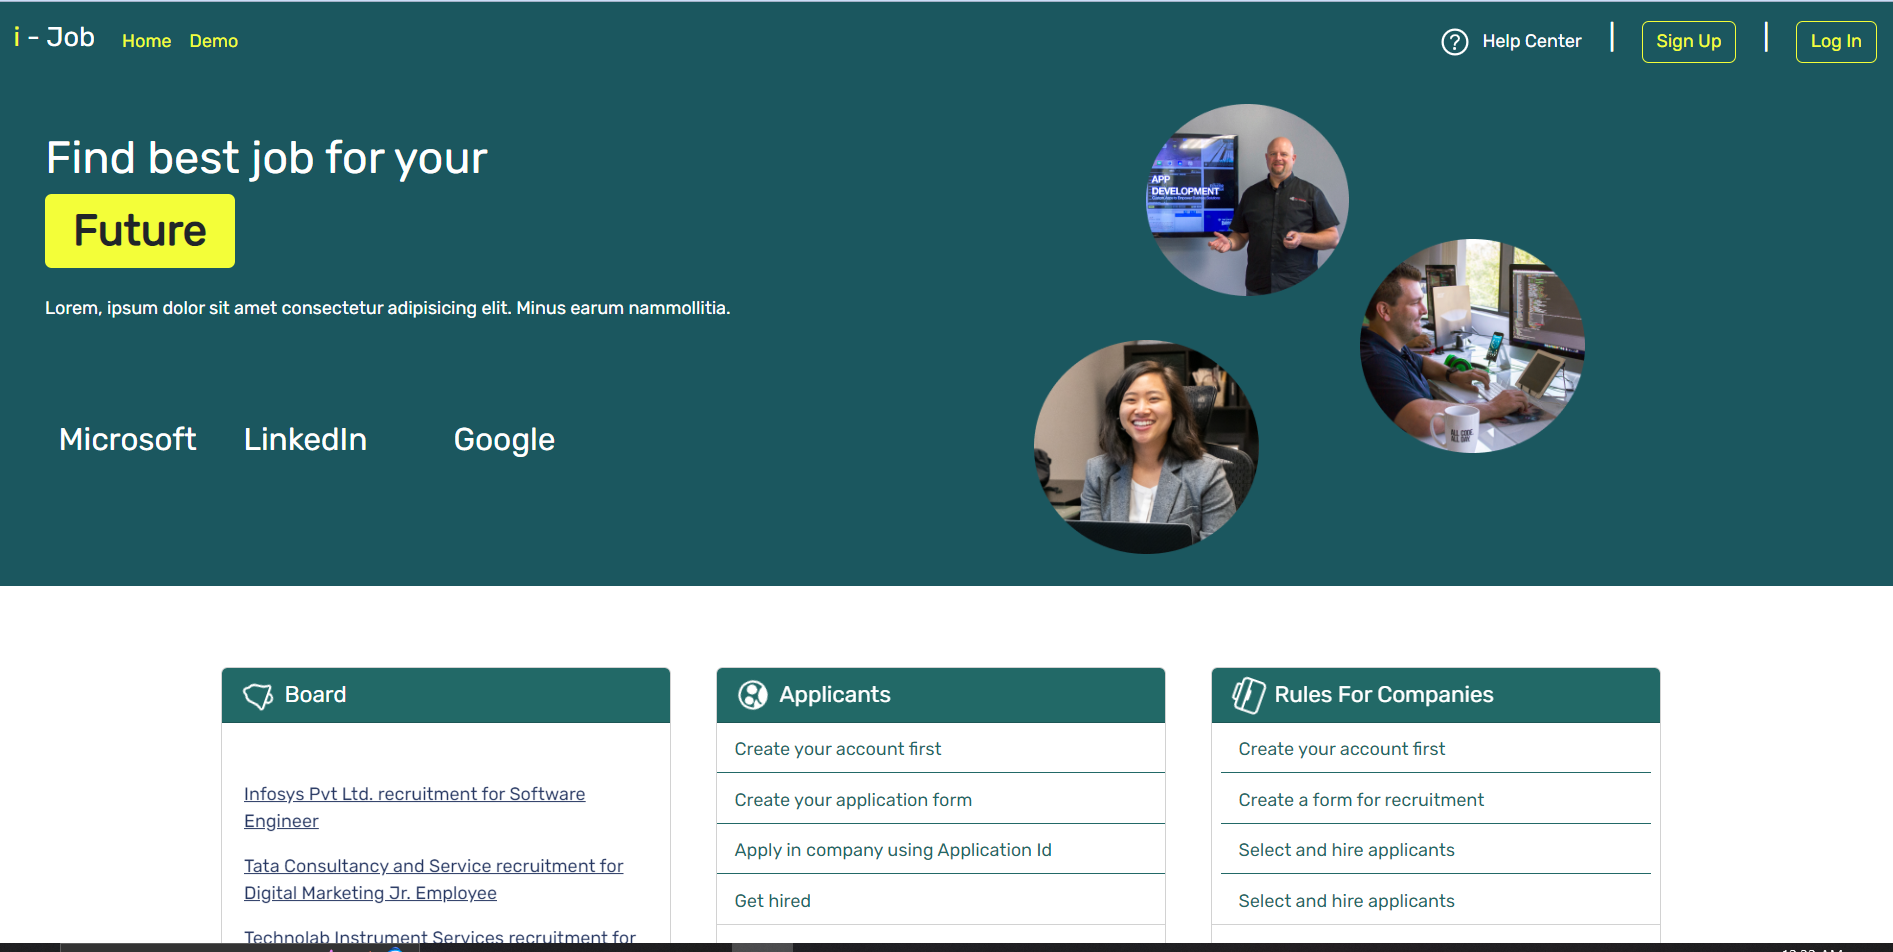 i - Job Home Demo Help Center | Sign Up | Log In
Find best job for your
Future
Lorem, ipsum dolor sit amet consectetur adipisicing elit. Minus earum nammollitia.
Microsoft LinkedIn Google
APP
DEVELOPMENT
ALL CODE.
ALL DAY.
Board
Infosys Pvt Ltd. recruitment for Software
Engineer
Tata Consultancy and Service recruitment for
Digital Marketing Jr. Employee
Technolab Instrument Services recruitment for
Applicants
Create your account first
Create your application form
Apply in company using Application Id
Get hired
Rules For Companies
Create your account first
Create a form for recruitment
Select and hire applicants
Select and hire applicants